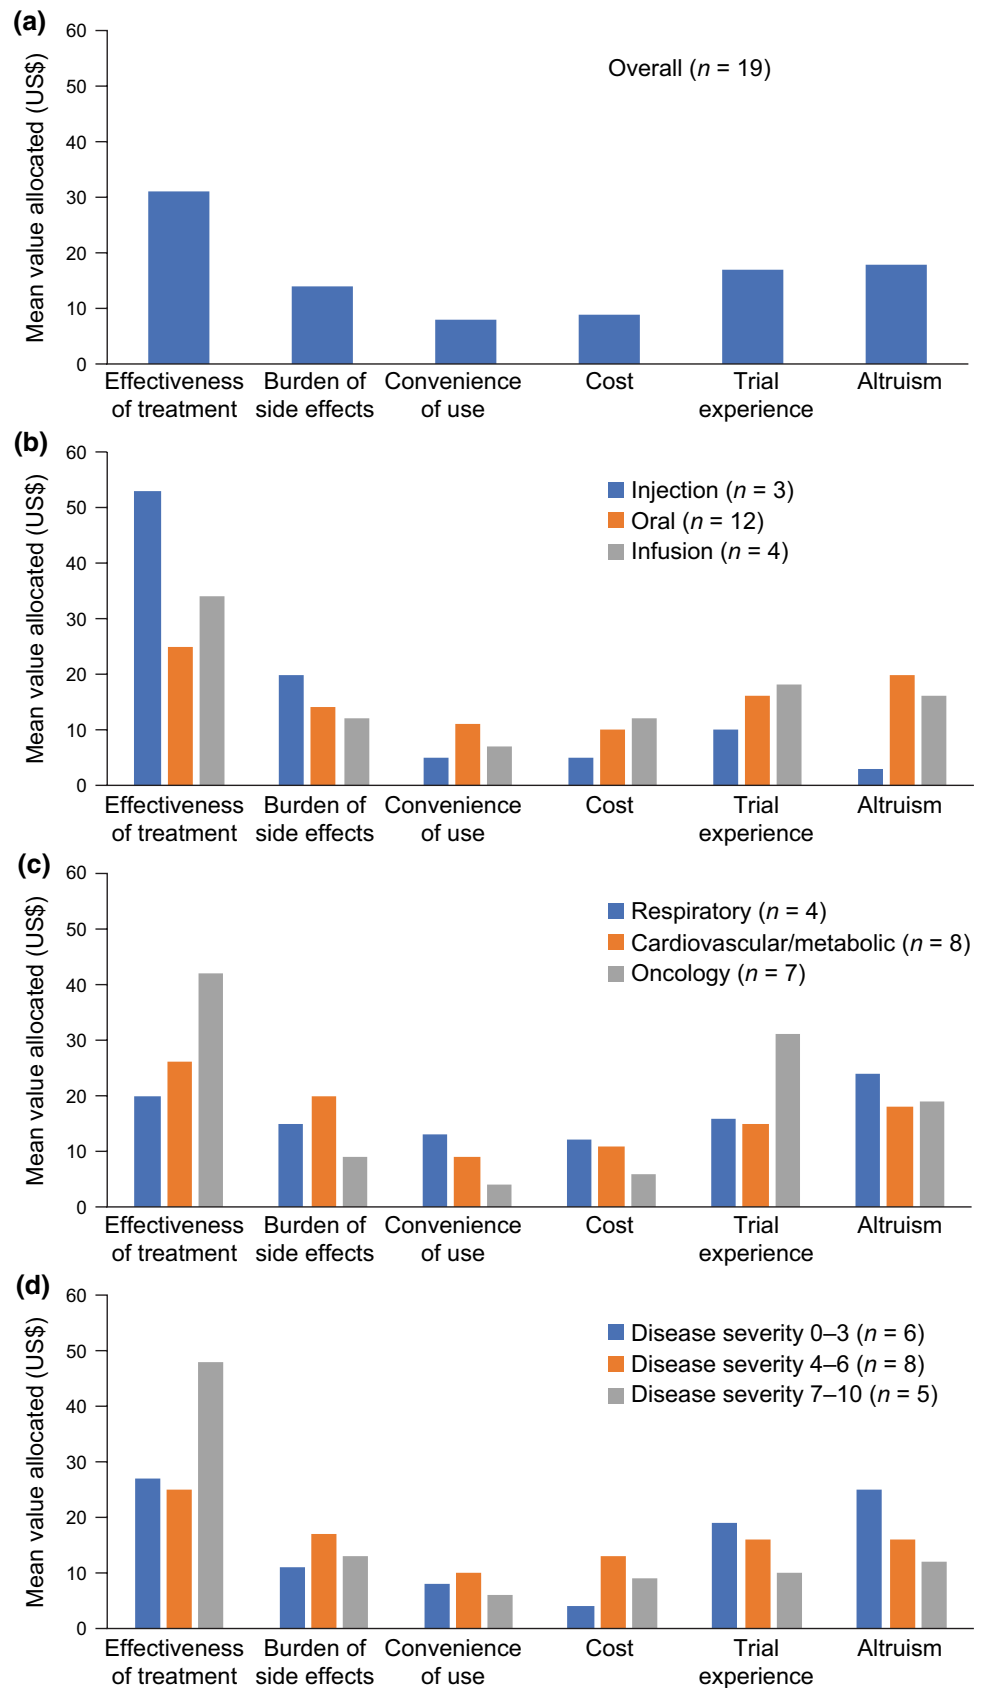 (a)
Mean value allocated (US$)
60
50
40
30
20
10
0
Overall (n = 19)
Effectiveness of treatment
Burden of side effects
Convenience of use
Cost
Trial experience
Altruism
(b)
Mean value allocated (US$)
60
50
40
30
20
10
0
Injection (n = 3)
Oral (n = 12)
Infusion (n = 4)
Effectiveness of treatment
Burden of side effects
Convenience of use
Cost
Trial experience
Altruism
(c)
Mean value allocated (US$)
60
50
40
30
20
10
0
Respiratory (n = 4)
Cardiovascular/metabolic (n = 8)
Oncology (n = 7)
Effectiveness of treatment
Burden of side effects
Convenience of use
Cost
Trial experience
Altruism
(d)
Mean value allocated (US$)
60
50
40
30
20
10
0
Disease severity 0–3 (n = 6)
Disease severity 4–6 (n = 8)
Disease severity 7–10 (n = 5)
Effectiveness of treatment
Burden of side effects
Convenience of use
Cost
Trial experience
Altruism